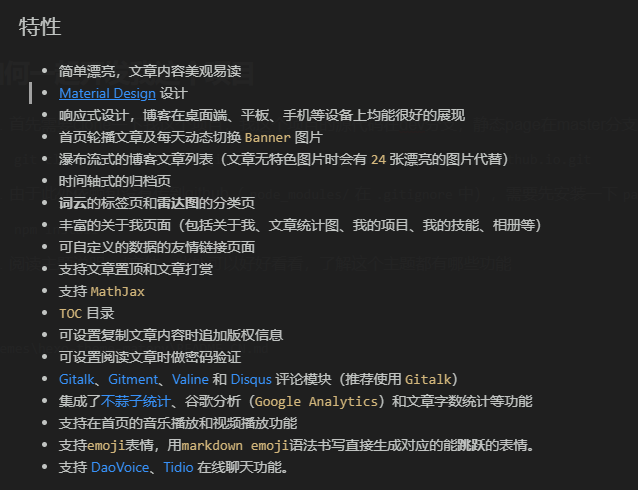 特性
简单漂亮，文章内容美观易读
Material Design 设计
响应式设计，博客在桌面端、平板、手机等设备上均能很好的展现
首页轮播文章及每天动态切换 Banner 图片
瀑布流式的博客文章列表（文章无特色图片时会有 24 张漂亮的图片代替）
时间轴式的归档页
词云的标签页和雷达图的分类页
丰富的关于我页面（包括关于我、文章统计图、我的项目、我的技能、相册等）
可自定义的数据的友情链接页面
支持文章置顶和文章打赏
支持 MathJax
TOC 目录
可设置复制文章内容时追加版权信息
可设置阅读文章时做密码验证
Gitalk、Gitment、Valine 和 Disqus 评论模块（推荐使用 Gitalk）
集成了不蒜子统计、谷歌分析（Google Analytics）和文章字数统计等功能
支持在首页的音乐播放和视频播放功能
支持emoji表情，用markdown emoji语法书写直接生成对应的能跳跃的表情。
支持 DaoVoice、Tidio 在线聊天功能。